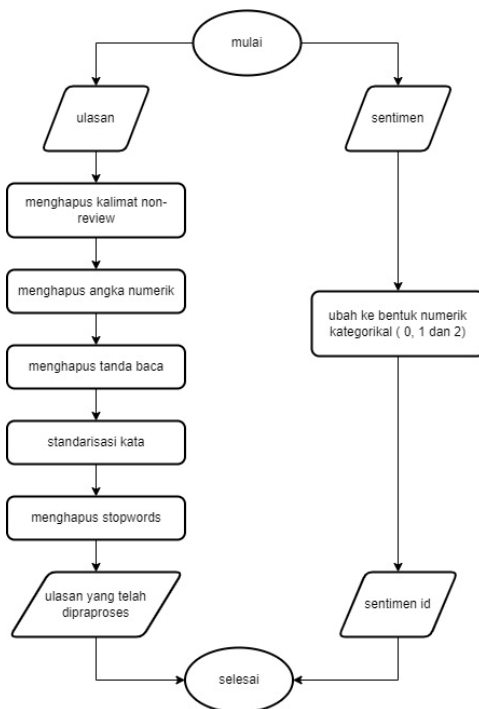 mulai
ulasan
sentimen
menghapus kalimat non-
review
menghapus angka numerik
ubah ke bentuk numerik
kategorikal ( 0, 1 dan 2)
menghapus tanda baca
standarisasi kata
menghapus stopwords
ulasan yang telah
dipraproses
sentimen id
selesai